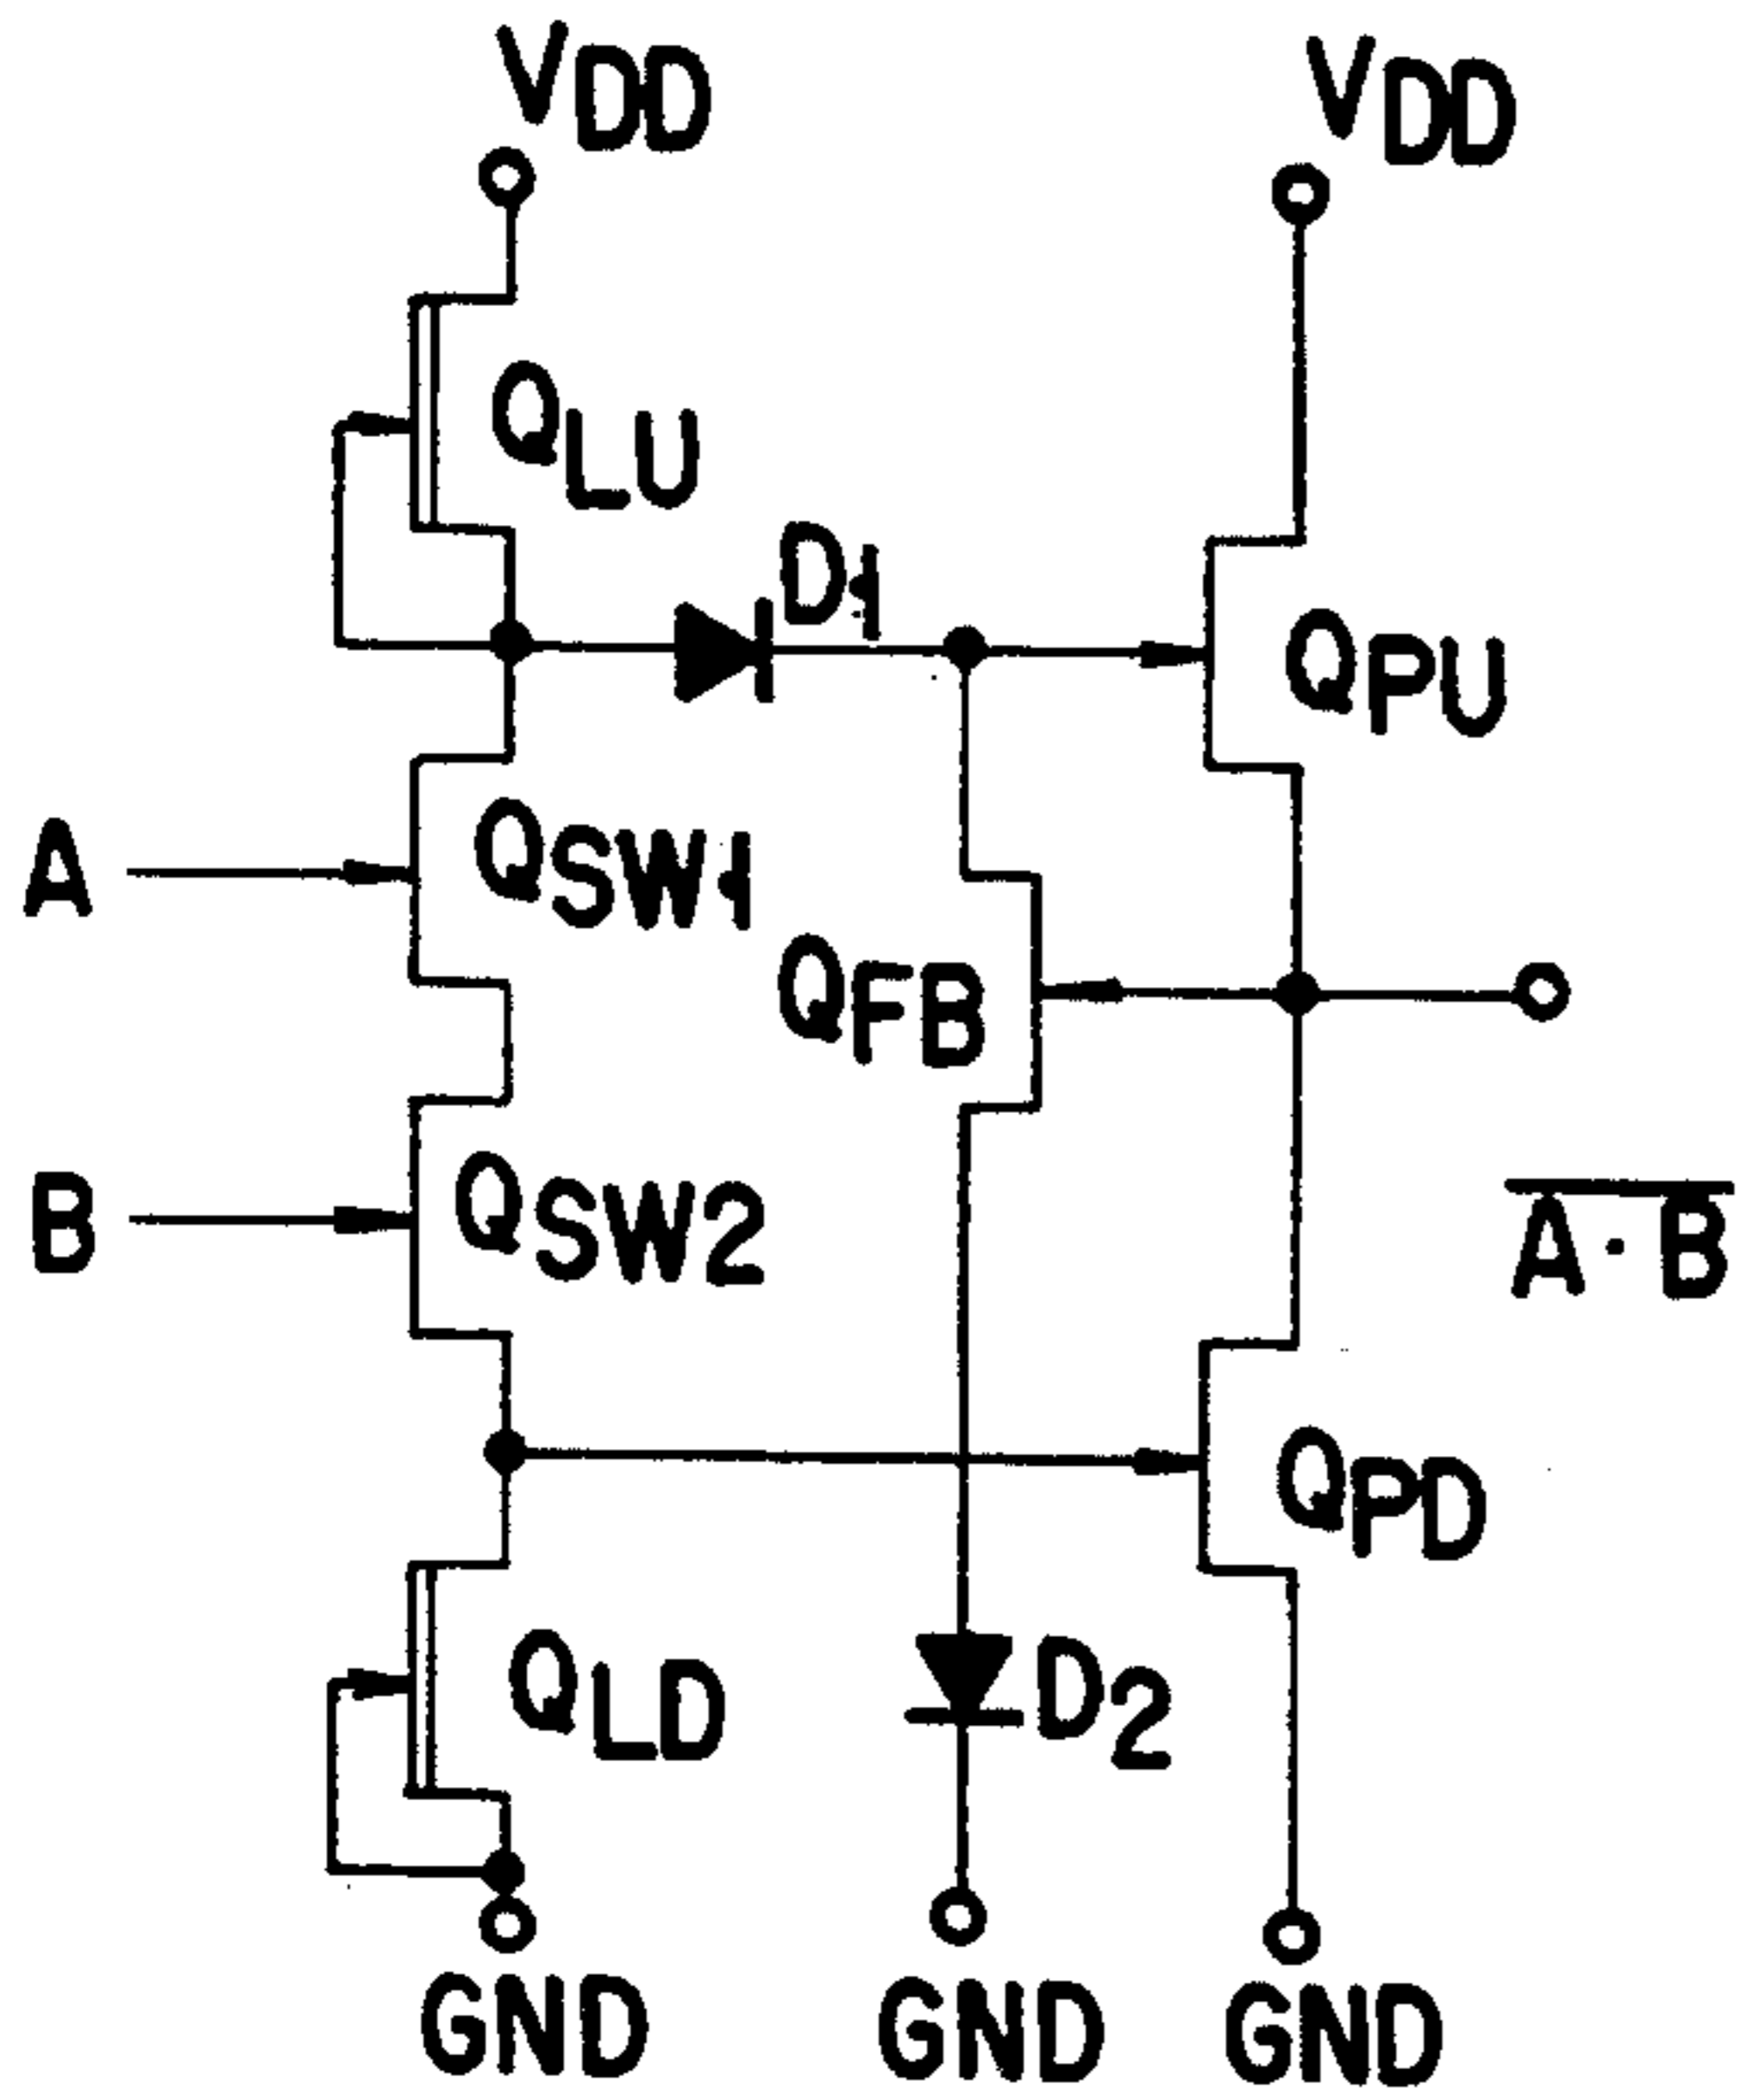 VDD
VDD
QLU
D1
QPU
A
QSW1
QFB
B
QSW2
A·B
QPD
QLD
D2
GND
GND
GND